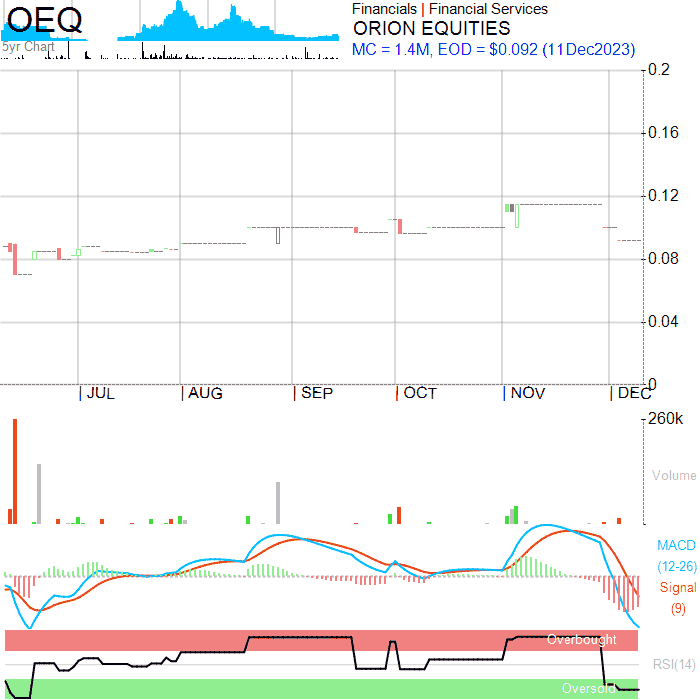 OEQ
5yr Chart
Financials | Financial Services
ORION EQUITIES
MC = 1.4M, EOD = $0.092 (11Dec2023)
0.2
0.16
0.12
0.08
0.04
0
| JUL | AUG | SEP | OCT | NOV | DEC
260k
Volume
MACD
(12-26)
Signal
(9)
Overbought
RSI(14)
Oversold